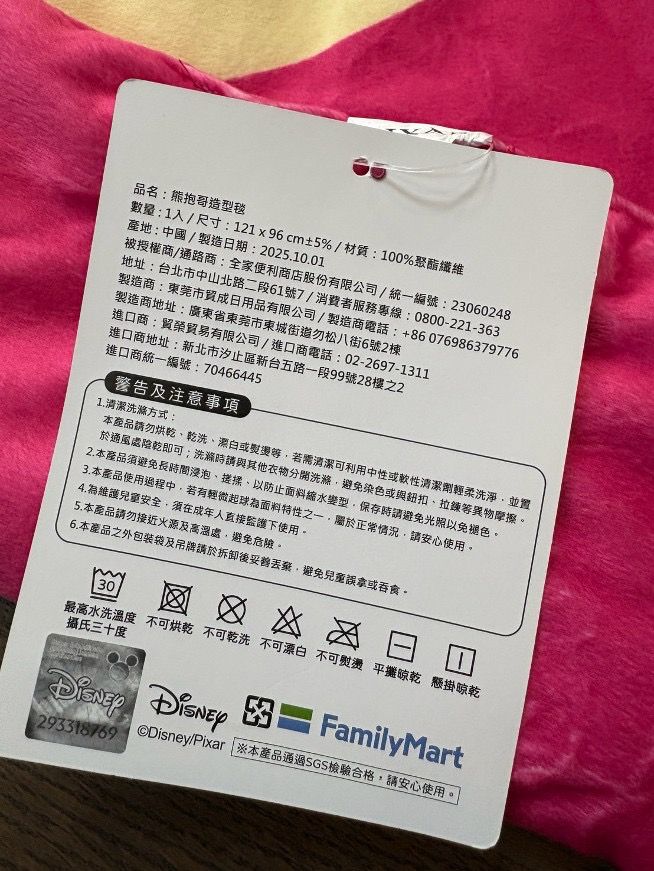 品名：熊抱哥造型毯
數量：1入 / 尺寸：121 x 96 cm±5% / 材質：100%聚酯纖維
產地：中國 / 製造日期：2025.10.01
被授權商/通路商：全家便利商店股份有限公司 / 統一編號：23060248
地址：台北市中山北路二段61號7 / 消費者服務專線：0800-221-363
製造商：東莞市貿成日用品有限公司 / 製造商電話：+86 076986379776
製造商地址：廣東省東莞市東城街道勿松八街6號2棟
進口商：貿榮貿易有限公司 / 進口商電話：02-2697-1311
進口商地址：新北市汐止區新台五路一段99號28樓之2
進口商統一編號：70466445
警告及注意事項
1.清潔洗滌方式：
本產品請勿烘乾、乾洗、漂白或熨燙等，若需清潔可利用中性或軟性清潔劑輕柔洗淨，並置
於通風處陰乾即可；洗滌時請與其他衣物分開洗滌，避免染色或與鈕扣、拉鍊等異物摩擦。
2.本產品須避免長時間浸泡、搓揉，以防止面料縮水變型，保存時請避免光照以免褪色。
3.本產品使用過程中，若有輕微起球為面料特性之一，屬於正常情況，請安心使用。
4.為維護兒童安全，須在成年人直接監護下使用。
5.本產品請勿接近火源及高溫處，避免危險。
6.本產品之外包裝袋及吊牌請於拆卸後妥善丟棄，避免兒童誤拿或吞食。
30
最高水洗溫度
攝氏三十度
不可烘乾 不可乾洗 不可漂白 不可熨燙 平攤晾乾 懸掛晾乾
Disney
293318769
Disney
©Disney/Pixar
FamilyMart
※本產品通過SGS檢驗合格，請安心使用。